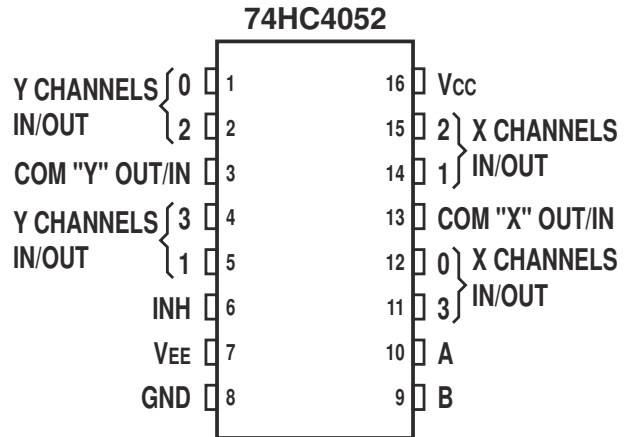 74HC4052
Y CHANNELS IN/OUT
0 1
2 2
COM "Y" OUT/IN 3
Y CHANNELS IN/OUT
3 4
1 5
INH 6
VEE 7
GND 8
16 VCC
15 2
14 1
X CHANNELS IN/OUT
13 COM "X" OUT/IN
12 0
11 3
X CHANNELS IN/OUT
10 A
9 B